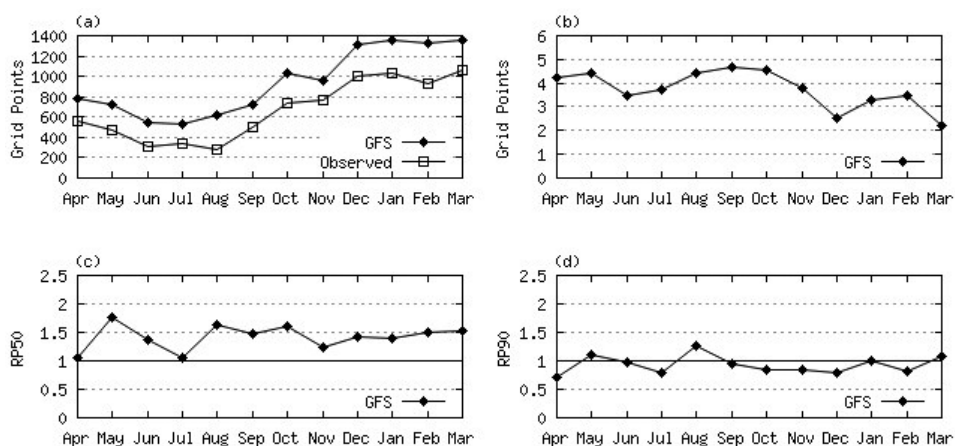 (a)
1400
1200
1000
800
600
400
200
0
Grid Points
GFS
Observed
Apr May Jun Jul Aug Sep Oct Nov Dec Jan Feb Mar
(b)
6
5
4
3
2
1
0
Grid Points
GFS
Apr May Jun Jul Aug Sep Oct Nov Dec Jan Feb Mar
(c)
2.5
2
1.5
1
0.5
0
RP50
GFS
Apr May Jun Jul Aug Sep Oct Nov Dec Jan Feb Mar
(d)
2.5
2
1.5
1
0.5
0
RP90
GFS
Apr May Jun Jul Aug Sep Oct Nov Dec Jan Feb Mar